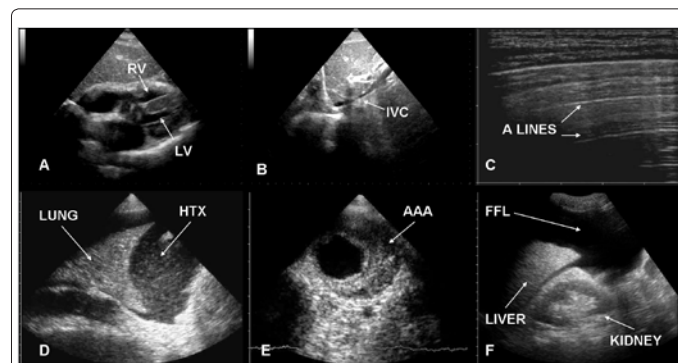 RV
LV
A
IVC
B
A LINES
C
LUNG
HTX
D
AAA
E
FFL
LIVER
KIDNEY
F